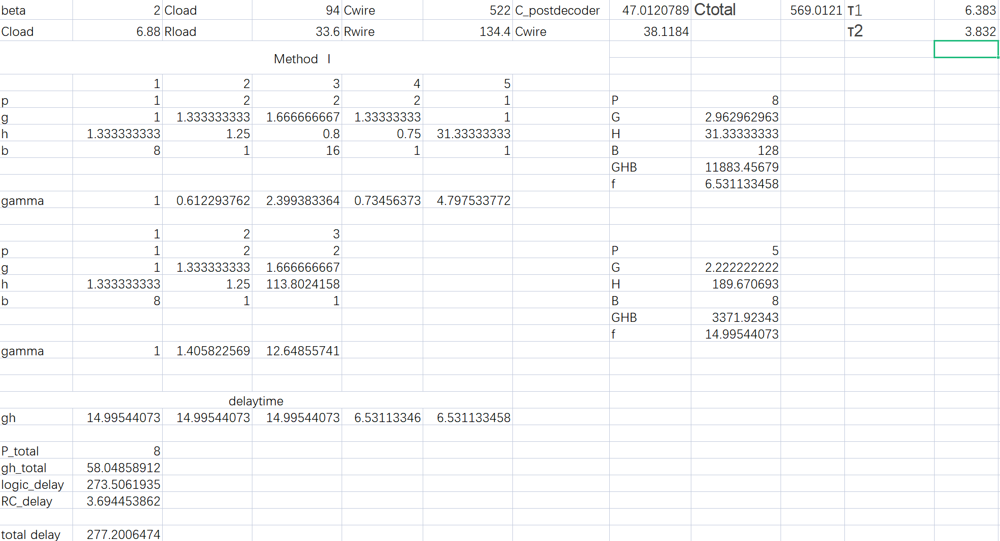 beta 2 Cload 94 Cwire 522 C_postdecoder 47.0120789 Ctotal 569.0121 τ1 6.383
Cload 6.88 Rload 33.6 Rwire 134.4 Cwire 38.1184 τ2 3.832
Method I
1 2 3 4 5
p 1 2 2 2 1 P 8
g 1 1.333333333 1.666666667 1.33333333 1 G 2.962962963
h 1.333333333 1.25 0.8 0.75 31.33333333 H 31.33333333
b 8 1 16 1 1 B 128
GHB 11883.45679
f 6.531133458
gamma 1 0.612293762 2.399383364 0.73456373 4.797533772
1 2 3
p 1 2 2 P 5
g 1 1.333333333 1.666666667 G 2.222222222
h 1.333333333 1.25 113.8024158 H 189.670693
b 8 1 1 B 8
GHB 3371.92343
f 14.99544073
gamma 1 1.405822569 12.64855741
delaytime
gh 14.99544073 14.99544073 14.99544073 6.53113346 6.531133458
P_total 8
gh_total 58.04858912
logic_delay 273.5061935
RC_delay 3.694453862
total delay 277.2006474